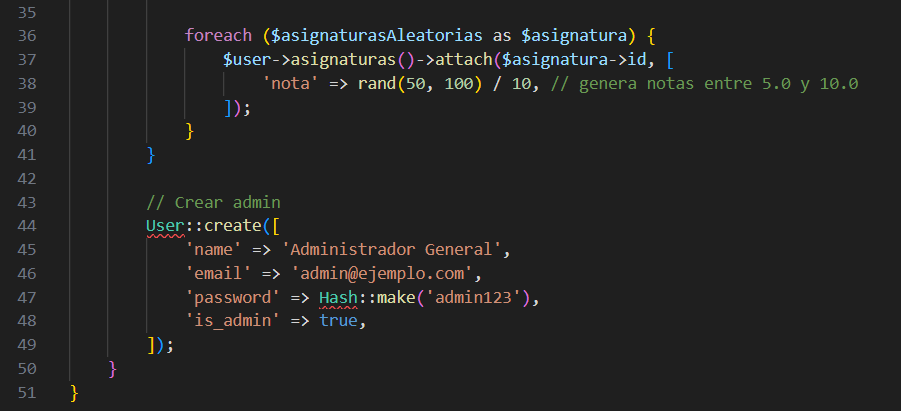 35
36 foreach ($asignaturasAleatorias as $asignatura) {
37 $user->asignaturas()->attach($asignatura->id, [
38 'nota' => rand(50, 100) / 10, // genera notas entre 5.0 y 10.0
39 ]);
40 }
41 }
42
43 // Crear admin
44 User::create([
45 'name' => 'Administrador General',
46 'email' => 'admin@ejemplo.com',
47 'password' => Hash::make('admin123'),
48 'is_admin' => true,
49 ]);
50 }
51 }